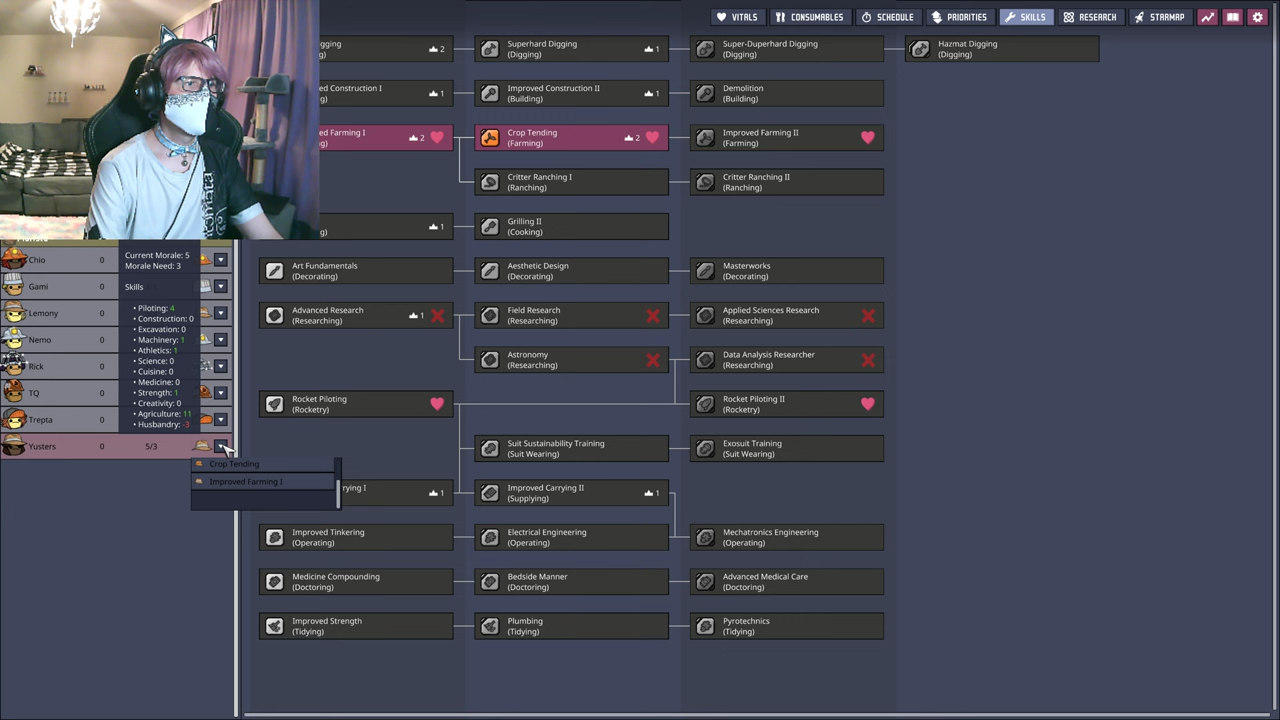 VITALS
CONSUMABLES
SCHEDULE
PRIORITIES
SKILLS
RESEARCH
STARMAP
2
Superhard Digging
(Digging)
1
Super-Duperhard Digging
(Digging)
Hazmat Digging
(Digging)
ed Construction I
1
Improved Construction II
(Building)
1
Demolition
(Building)
ed Farming I
2
Crop Tending
(Farming)
2
Improved Farming II
(Farming)
Critter Ranching I
(Ranching)
Critter Ranching II
(Ranching)
1
Grilling II
(Cooking)
Art Fundamentals
(Decorating)
Aesthetic Design
(Decorating)
Masterworks
(Decorating)
Advanced Research
(Researching)
1
Field Research
(Researching)
Applied Sciences Research
(Researching)
Astronomy
(Researching)
Data Analysis Researcher
(Researching)
Rocket Piloting
(Rocketry)
Rocket Piloting II
(Rocketry)
Suit Sustainability Training
(Suit Wearing)
Exosuit Training
(Suit Wearing)
rrying I
1
Improved Carrying II
(Supplying)
1
Improved Tinkering
(Operating)
Electrical Engineering
(Operating)
Mechatronics Engineering
(Operating)
Medicine Compounding
(Doctoring)
Bedside Manner
(Doctoring)
Advanced Medical Care
(Doctoring)
Improved Strength
(Tidying)
Plumbing
(Tidying)
Pyrotechnics
(Tidying)
Chio 0
Gami 0
Lemony 0
Nemo 0
Rick 0
TQ 0
Trepta 0
Yusters 0 5/3
Current Morale: 5
Morale Need: 3
Skills
• Piloting: 4
• Construction: 0
• Excavation: 0
• Machinery: 1
• Athletics: 1
• Science: 0
• Cuisine: 0
• Medicine: 0
• Strength: 1
• Creativity: 0
• Agriculture: 11
• Husbandry: -3
Crop Tending
Improved Farming I